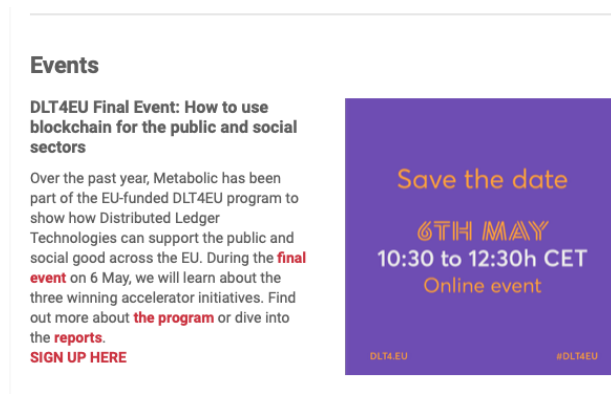 Events
DLT4EU Final Event: How to use
blockchain for the public and social
sectors
Over the past year, Metabolic has been
part of the EU-funded DLT4EU program to
show how Distributed Ledger
Technologies can support the public and
social good across the EU. During the final
event on 6 May, we will learn about the
three winning accelerator initiatives. Find
out more about the program or dive into
the reports.
SIGN UP HERE
Save the date
6TH MAY
10:30 to 12:30h CET
Online event
DLT4.EU
#DLT4EU